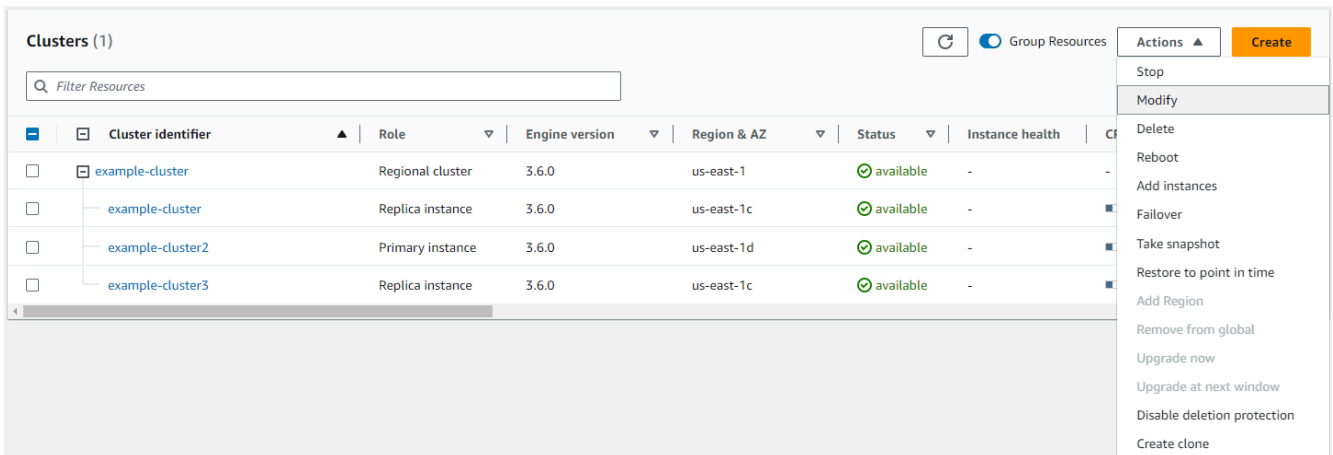 Clusters (1)
Group Resources
Actions
Create
Filter Resources
Cluster identifier Role Engine version Region & AZ Status Instance health
example-cluster Regional cluster 3.6.0 us-east-1 available - -
example-cluster Replica instance 3.6.0 us-east-1c available -
example-cluster2 Primary instance 3.6.0 us-east-1d available -
example-cluster3 Replica instance 3.6.0 us-east-1c available -
Stop
Modify
Delete
Reboot
Add instances
Failover
Take snapshot
Restore to point in time
Add Region
Remove from global
Upgrade now
Upgrade at next window
Disable deletion protection
Create clone